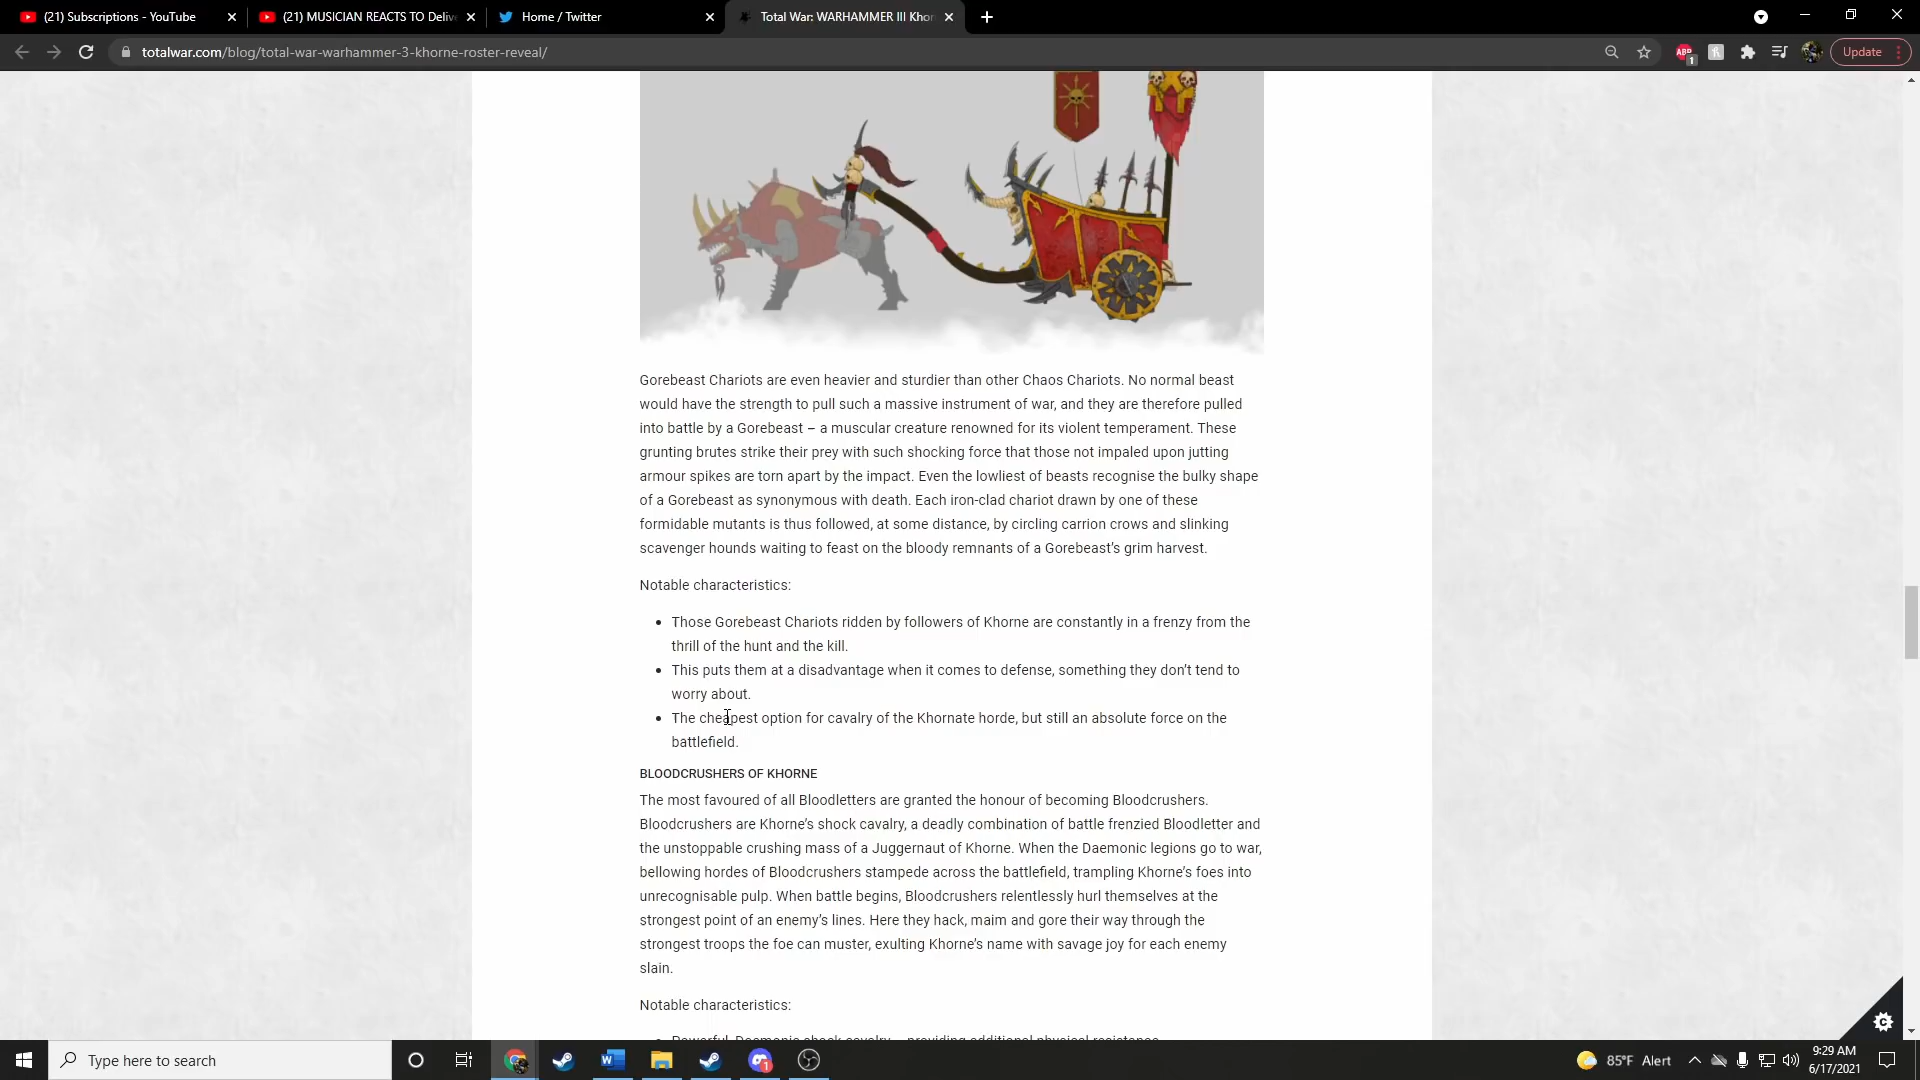 (21) Subscriptions - YouTube
(21) MUSICIAN REACTS TO Delive
Home / Twitter
Total War: WARHAMMER III Khor
totalwar.com/blog/total-war-warhammer-3-khorne-roster-reveal/
ABP
1
Update
Gorebeast Chariots are even heavier and sturdier than other Chaos Chariots. No normal beast
would have the strength to pull such a massive instrument of war, and they are therefore pulled
into battle by a Gorebeast – a muscular creature renowned for its violent temperament. These
grunting brutes strike their prey with such shocking force that those not impaled upon jutting
armour spikes are torn apart by the impact. Even the lowliest of beasts recognise the bulky shape
of a Gorebeast as synonymous with death. Each iron-clad chariot drawn by one of these
formidable mutants is thus followed, at some distance, by circling carrion crows and slinking
scavenger hounds waiting to feast on the bloody remnants of a Gorebeast’s grim harvest.
Notable characteristics:
• Those Gorebeast Chariots ridden by followers of Khorne are constantly in a frenzy from the
thrill of the hunt and the kill.
• This puts them at a disadvantage when it comes to defense, something they don’t tend to
worry about.
• The cheapest option for cavalry of the Khornate horde, but still an absolute force on the
battlefield.
BLOODCRUSHERS OF KHORNE
The most favoured of all Bloodletters are granted the honour of becoming Bloodcrushers.
Bloodcrushers are Khorne’s shock cavalry, a deadly combination of battle frenzied Bloodletter and
the unstoppable crushing mass of a Juggernaut of Khorne. When the Daemonic legions go to war,
bellowing hordes of Bloodcrushers stampede across the battlefield, trampling Khorne’s foes into
unrecognisable pulp. When battle begins, Bloodcrushers relentlessly hurl themselves at the
strongest point of an enemy’s lines. Here they hack, maim and gore their way through the
strongest troops the foe can muster, exulting Khorne’s name with savage joy for each enemy
slain.
Notable characteristics:
• Powerful, Daemonic shock cavalry – providing additional physical resistance.
Type here to search
1
85°F Alert
9:29 AM
6/17/2021